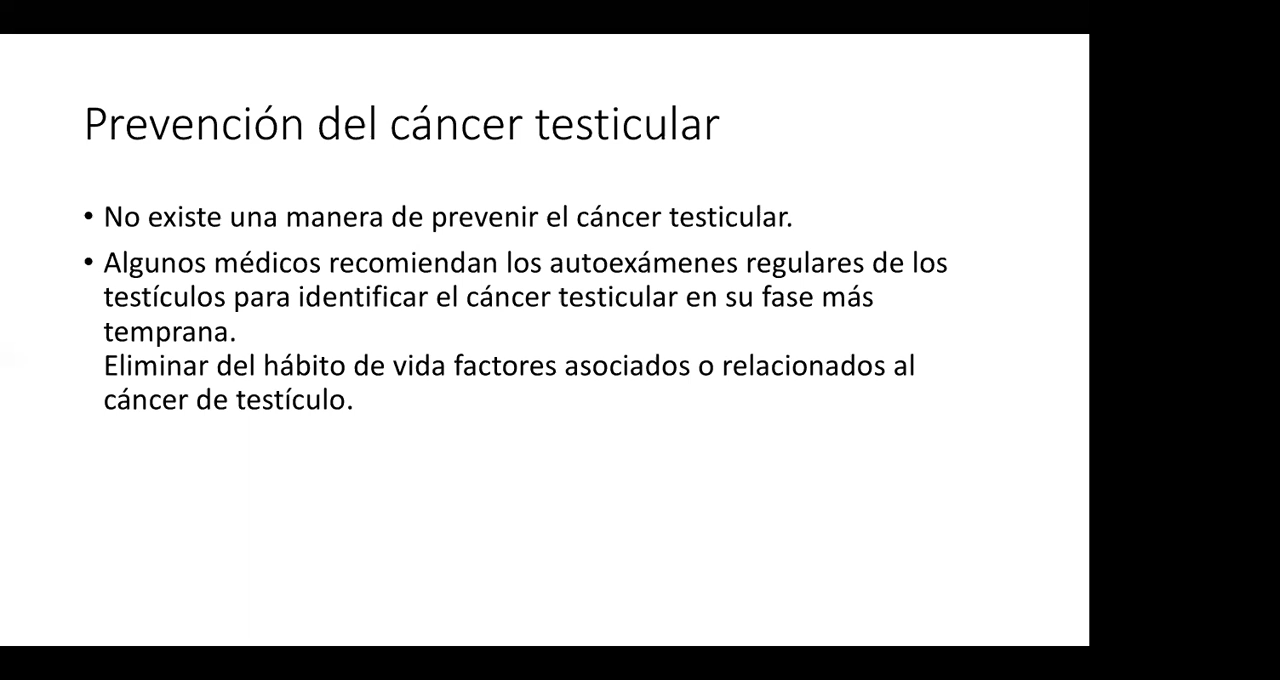 Prevención del cáncer testicular
• No existe una manera de prevenir el cáncer testicular.
• Algunos médicos recomiendan los autoexámenes regulares de los
testículos para identificar el cáncer testicular en su fase más
temprana.
Eliminar del hábito de vida factores asociados o relacionados al
cáncer de testículo.